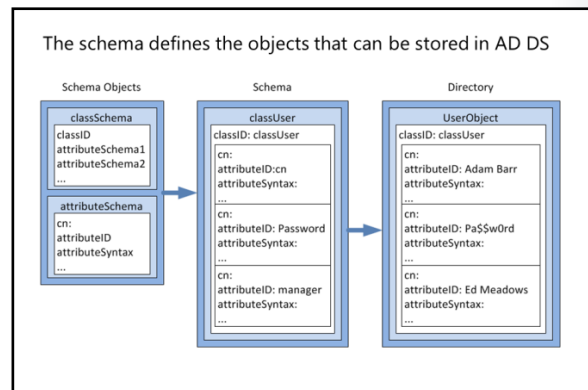 The schema defines the objects that can be stored in AD DS
Schema Objects
classSchema
classID
attributeSchema1
attributeSchema2
...
attributeSchema
cn:
attributeID
attributeSyntax
...
Schema
classUser
classID: classUser
cn:
attributeID:cn
attributeSyntax:
...
cn:
attributeID: Password
attributeSyntax:
...
cn:
attributeID: manager
attributeSyntax:
...
Directory
UserObject
classID: classUser
cn:
attributeID: Adam Barr
attributeSyntax:
...
cn:
attributeID: Pa$$w0rd
attributeSyntax:
...
cn:
attributeID: Ed Meadows
attributeSyntax:
...